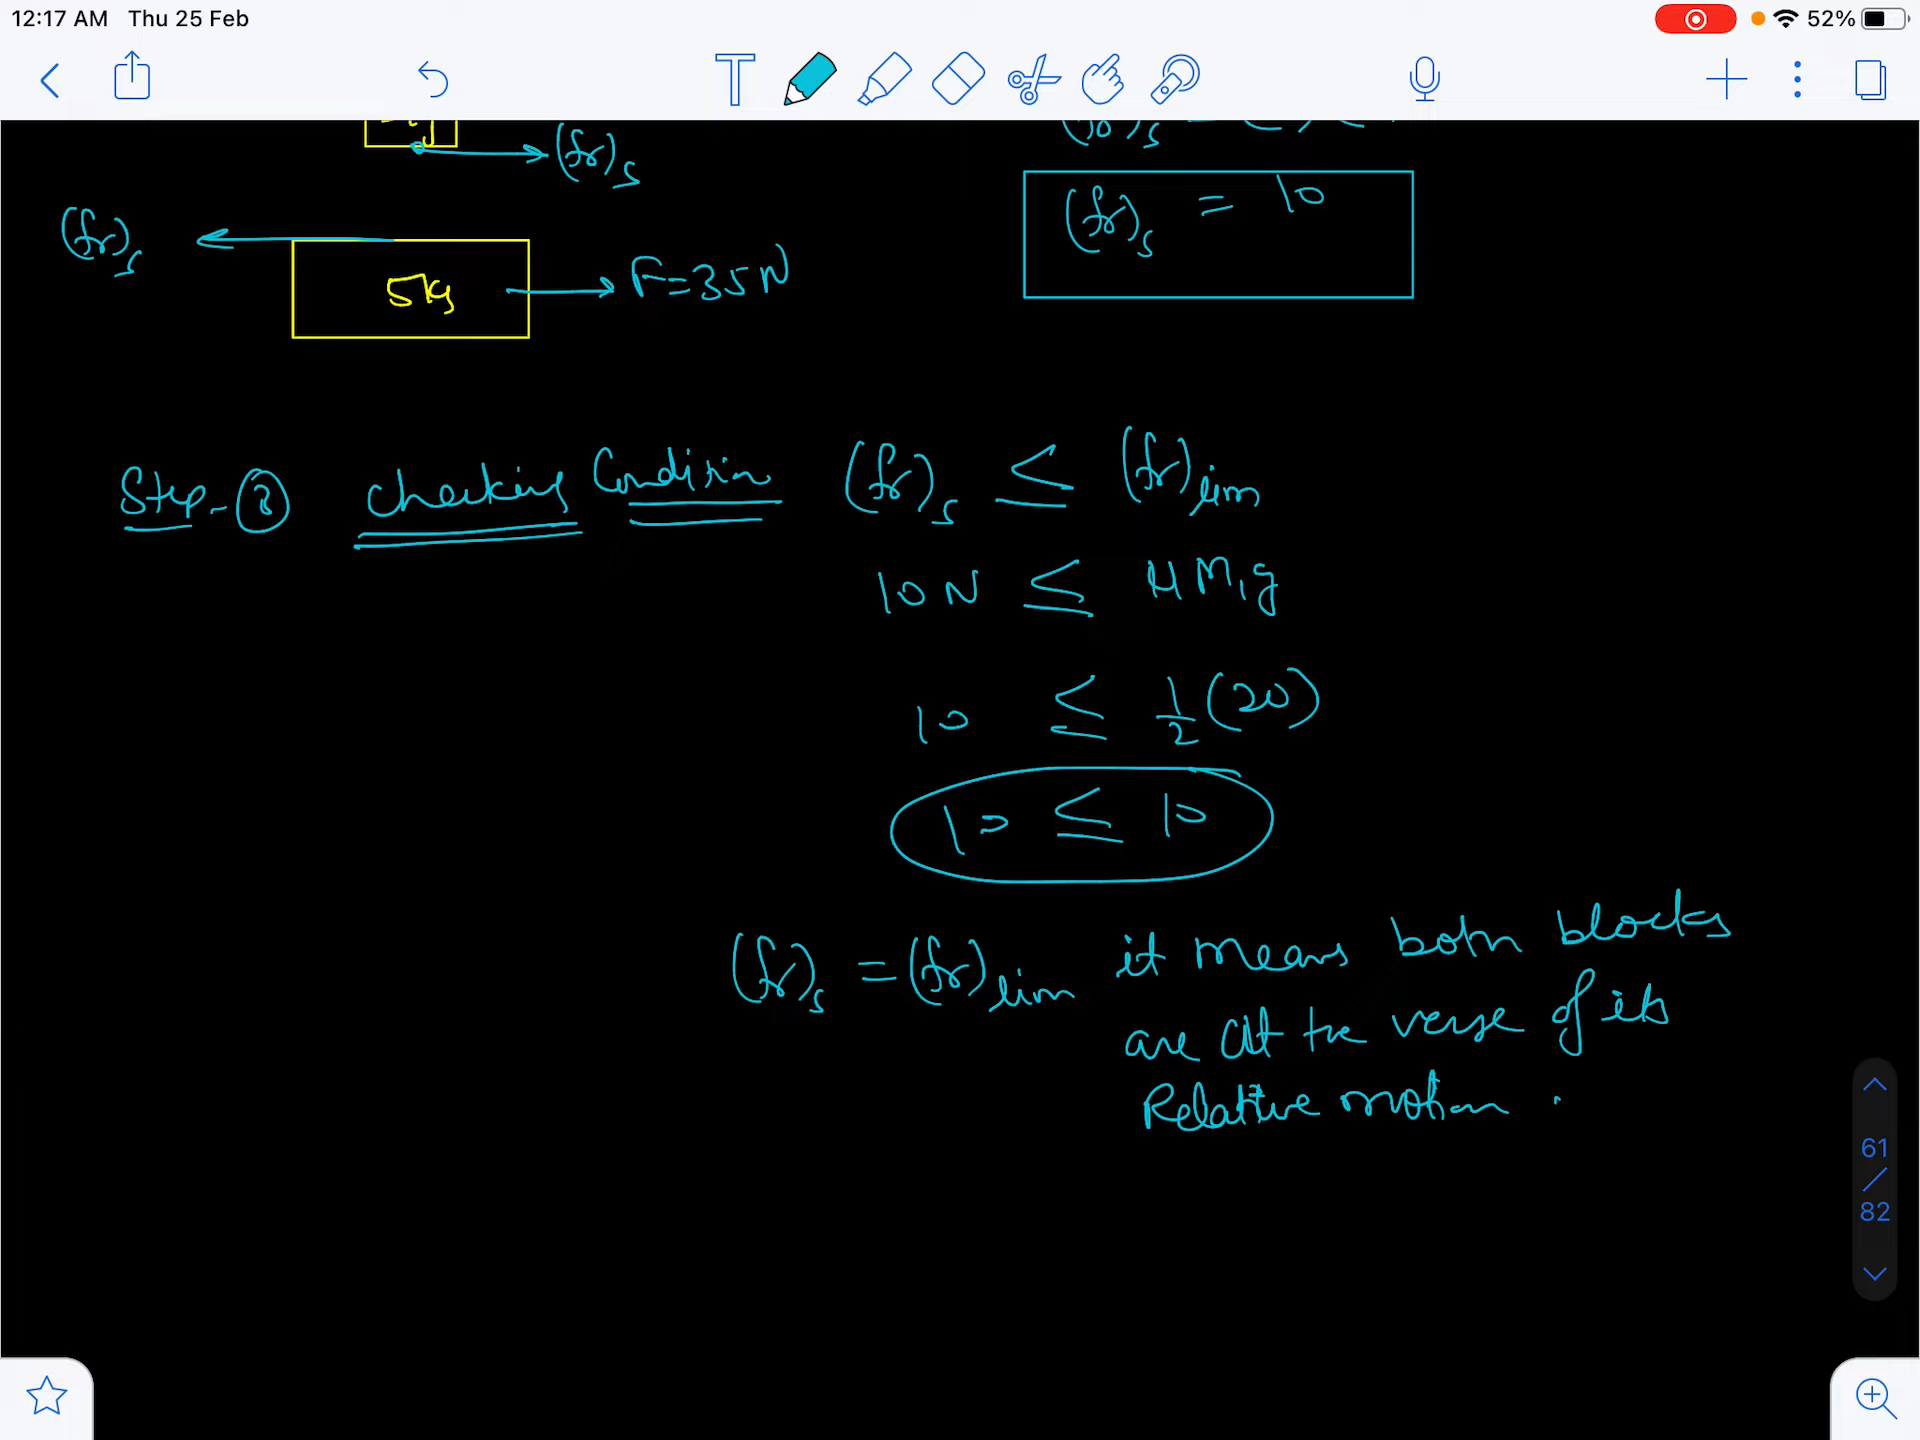 12:17 AM Thu 25 Feb
52%
T
(fr)s
(fr)s = 10
(fr)s
5kg
F=35N
Step-③ Checking Condition (fr)s ≤ (fr)lim
10 N ≤ μM₁g
10 ≤ 1/2 (20)
10 ≤ 10
(fr)s = (fr)lim it means both blocks
are at the verge of its
Relative motion .
61
/
82